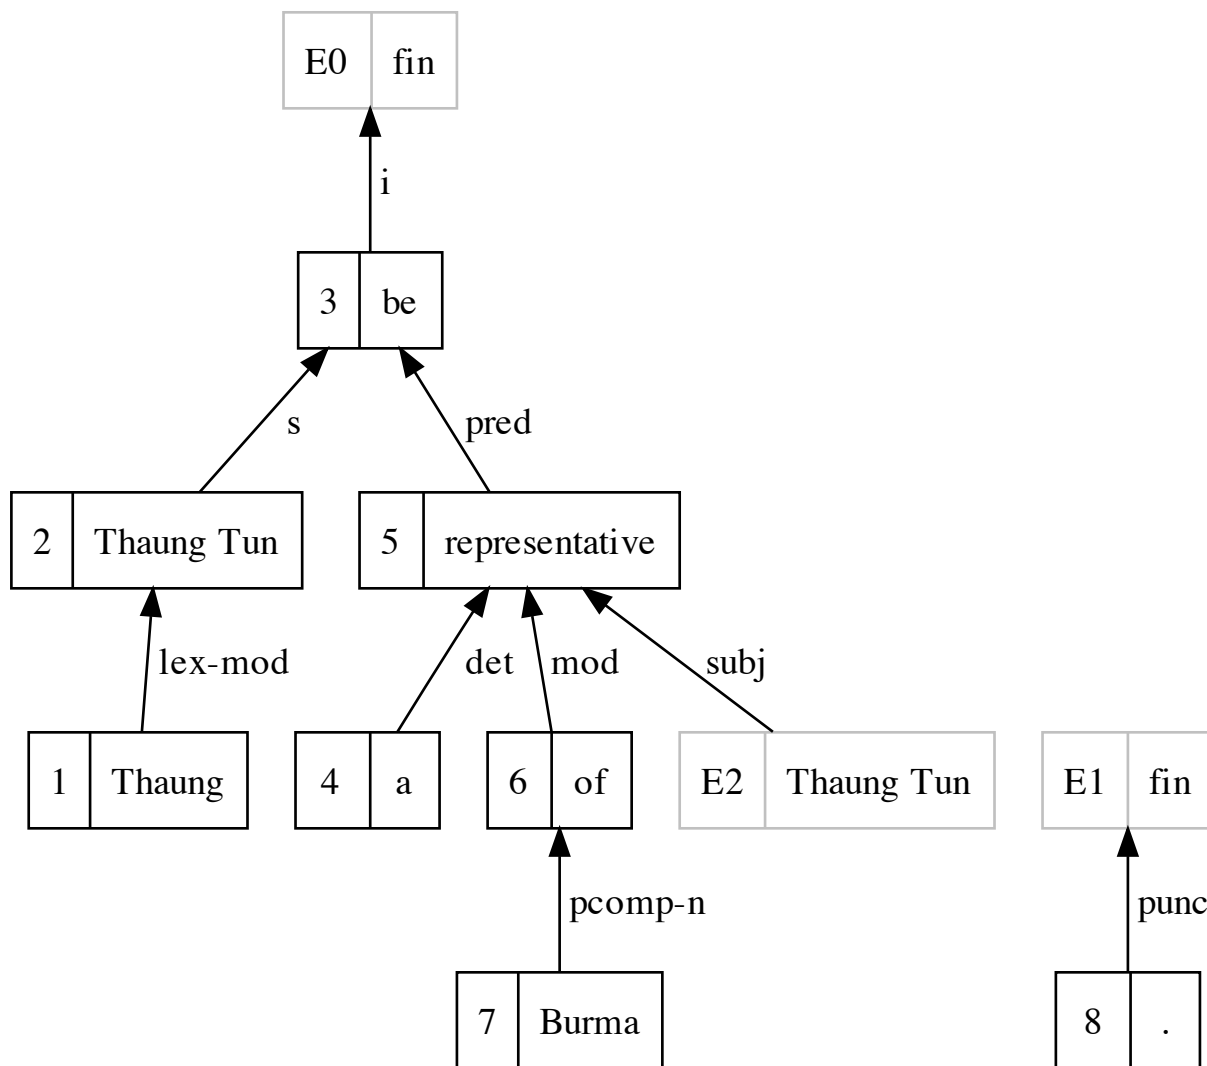 E0 fin
i
3 be
s pred
2 Thaung Tun 5 representative
lex-mod det mod subj
1 Thaung 4 a 6 of E2 Thaung Tun E1 fin
pcomp-n punc
7 Burma 8 .